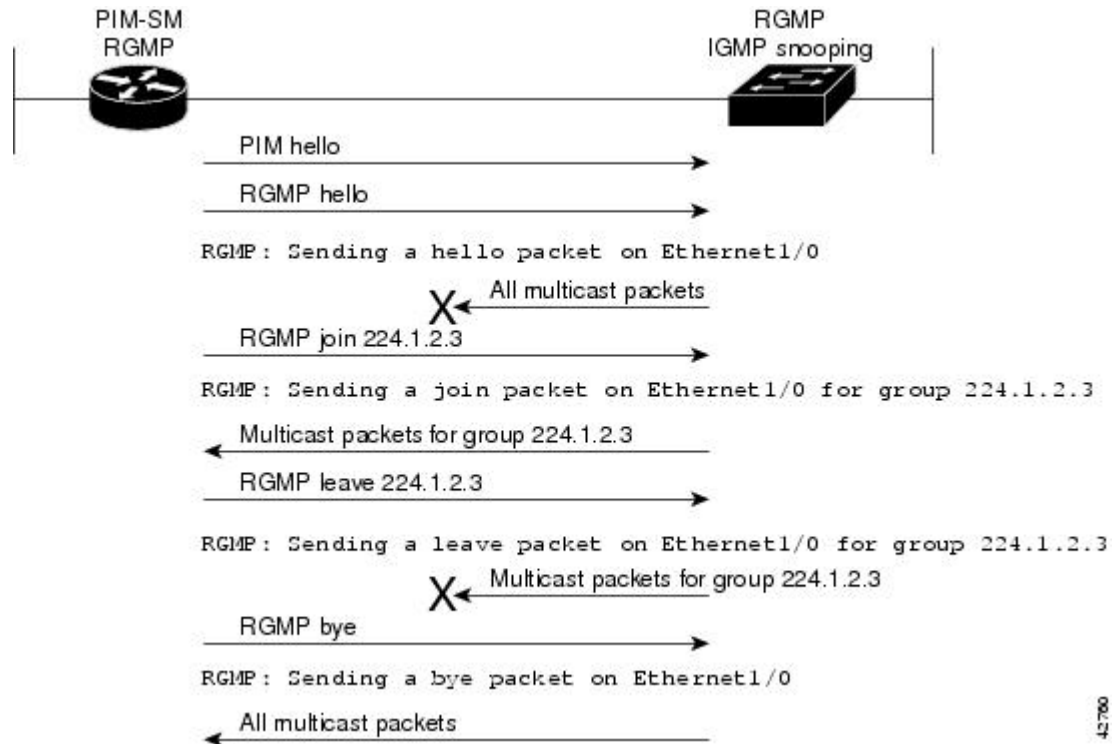 PIM-SM
RGMP
RGMP
IGMP snooping
PIM hello
RGMP hello
RGMP: Sending a hello packet on Ethernet1/0
X
All multicast packets
RGMP join 224.1.2.3
RGMP: Sending a join packet on Ethernet1/0 for group 224.1.2.3
Multicast packets for group 224.1.2.3
RGMP leave 224.1.2.3
RGMP: Sending a leave packet on Ethernet1/0 for group 224.1.2.3
X
Multicast packets for group 224.1.2.3
RGMP bye
RGMP: Sending a bye packet on Ethernet1/0
All multicast packets
42760